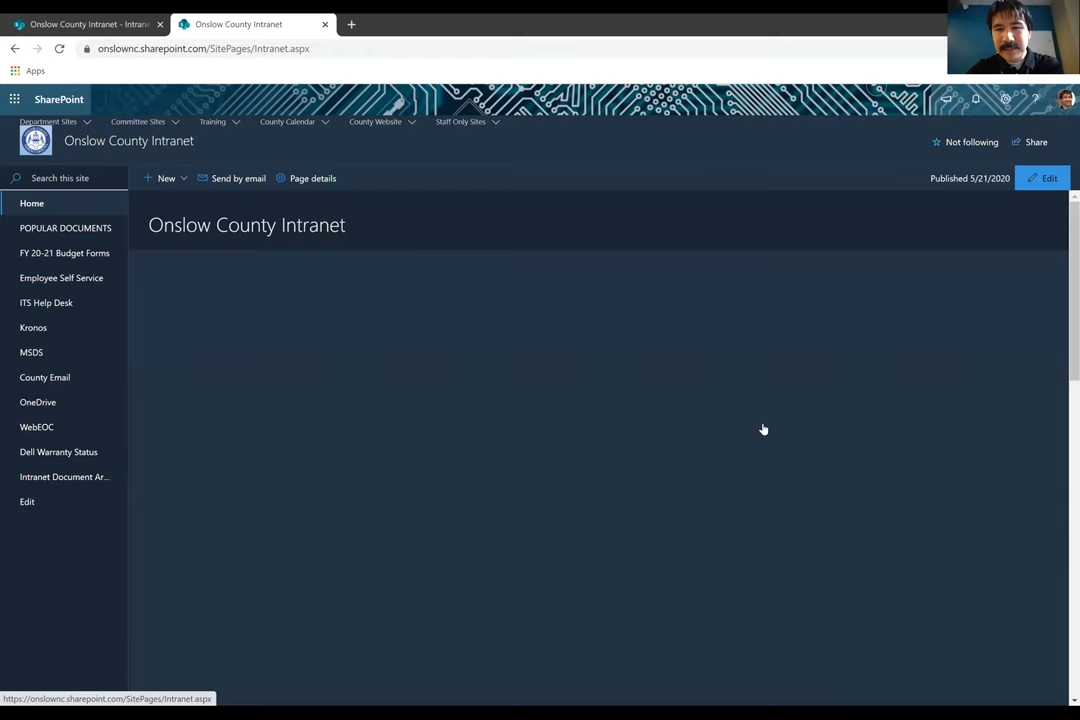 Onslow County Intranet - Intrane
Onslow County Intranet
onslownc.sharepoint.com/SitePages/Intranet.aspx
Apps
SharePoint
Department Sites
Committee Sites
Training
County Calendar
County Website
Staff Only Sites
Onslow County Intranet
Not following
Share
Search this site
New
Send by email
Page details
Published 5/21/2020
Edit
Home
Onslow County Intranet
POPULAR DOCUMENTS
FY 20-21 Budget Forms
Employee Self Service
ITS Help Desk
Kronos
MSDS
County Email
OneDrive
WebEOC
Dell Warranty Status
Intranet Document Ar...
Edit
https://onslownc.sharepoint.com/SitePages/Intranet.aspx